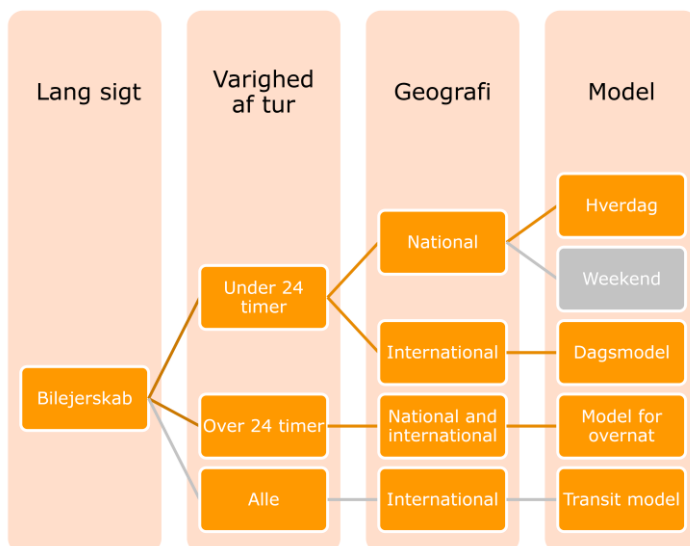 Lang sigt
Varighed
af tur
Geografi
Model
Hverdag
National
Weekend
Under 24
timer
International
Dagsmodel
Bilejerskab
Over 24 timer
National and
international
Model for
overnat
Alle
International
Transit model